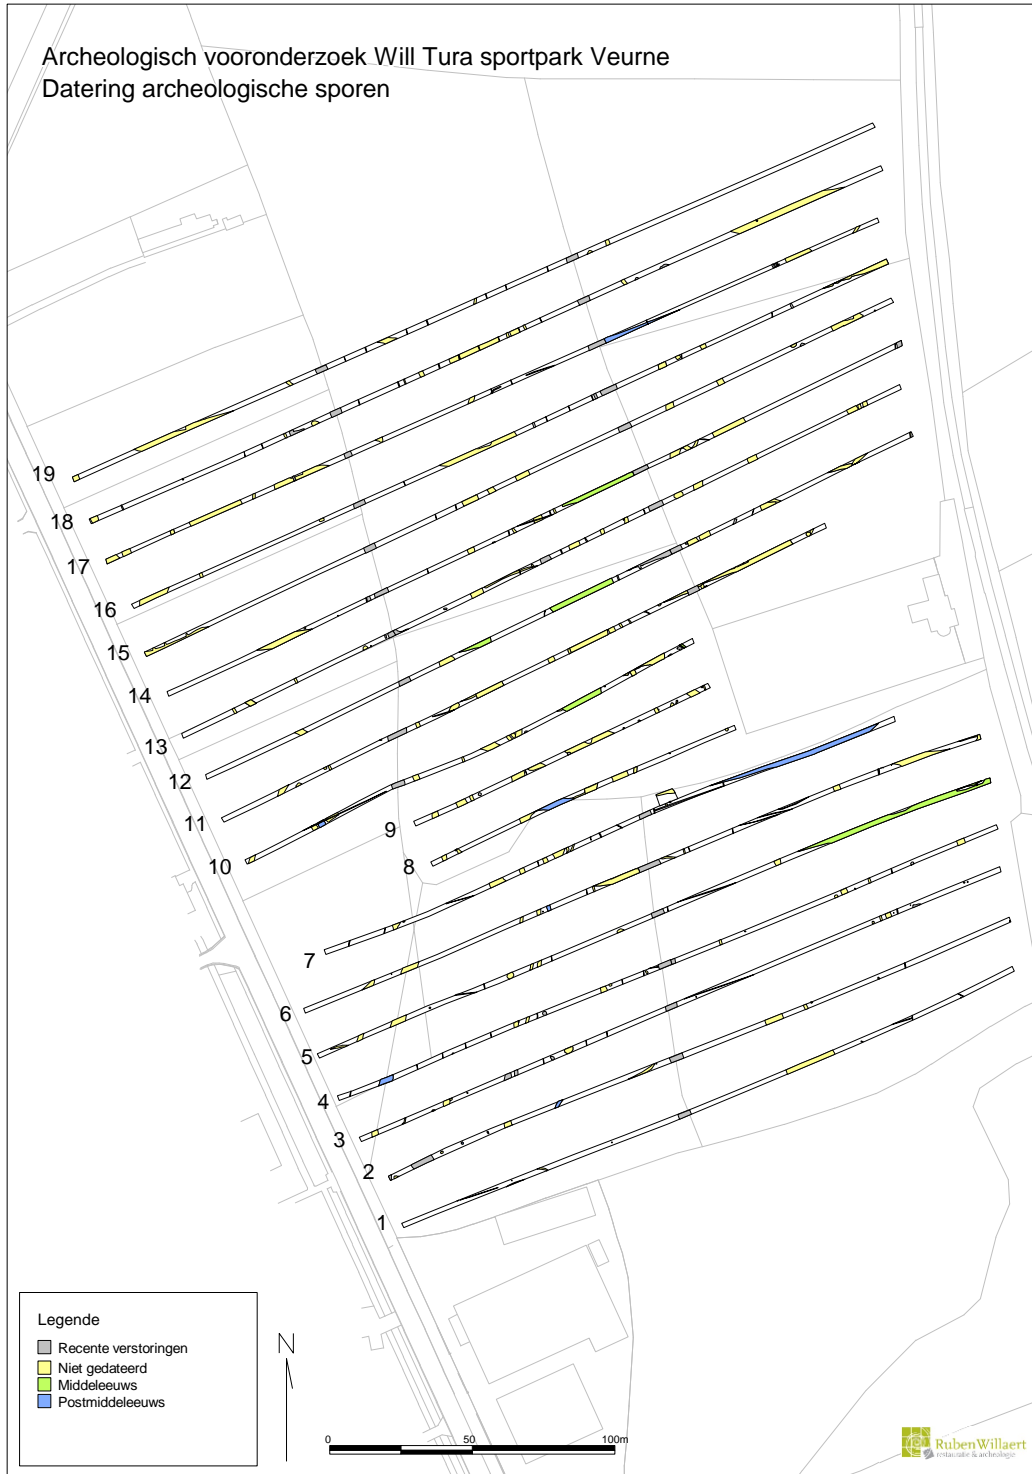 Archeologisch vooronderzoek Will Tura sportpark Veurne
Datering archeologische sporen
19
18
17
16
15
14
13
12
11
10
9
8
7
6
5
4
3
2
1
Legende
Recente verstoringen
Niet gedateerd
Middeleeuws
Postmiddeleeuws
N
0 50 100m
RubenWillaert
restauratie & archeologie